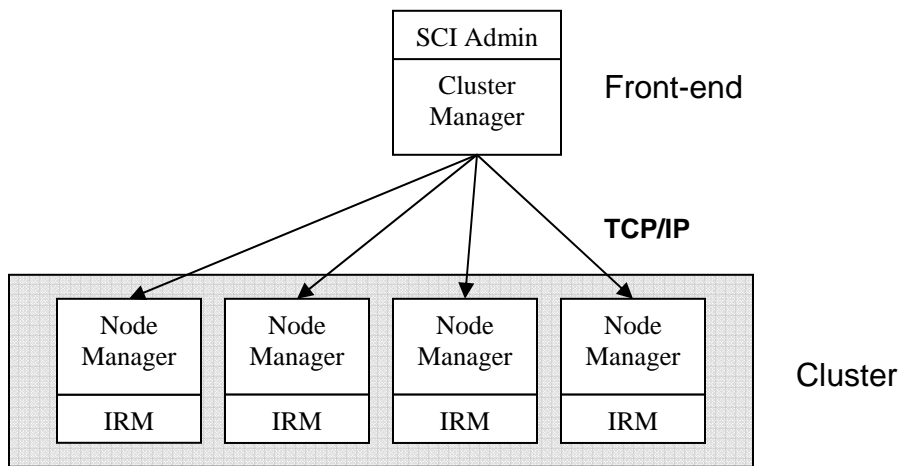 SCI Admin
Cluster
Manager
Front-end
TCP/IP
Node
Manager
IRM
Node
Manager
IRM
Node
Manager
IRM
Node
Manager
IRM
Cluster